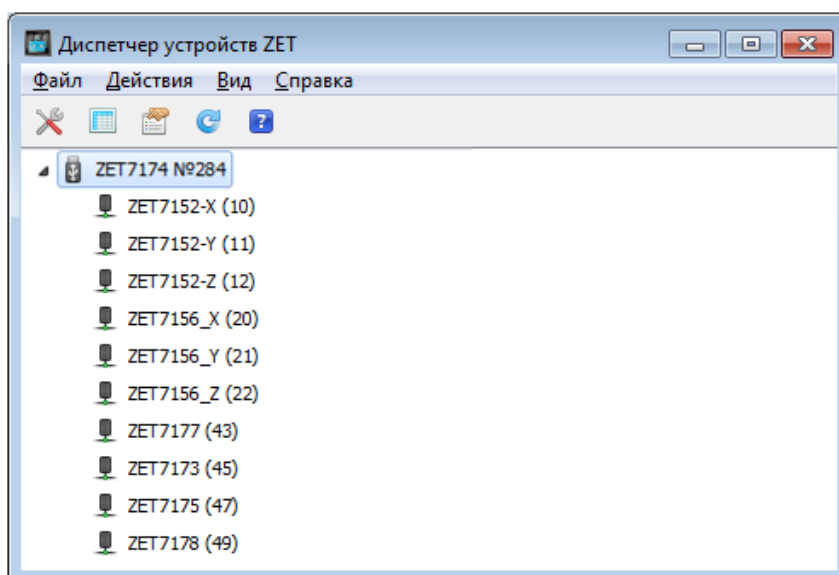 Диспетчер устройств ZET
Файл Действия Вид Справка
ZET7174 №284
ZET7152-X (10)
ZET7152-Y (11)
ZET7152-Z (12)
ZET7156_X (20)
ZET7156_Y (21)
ZET7156_Z (22)
ZET7177 (43)
ZET7173 (45)
ZET7175 (47)
ZET7178 (49)